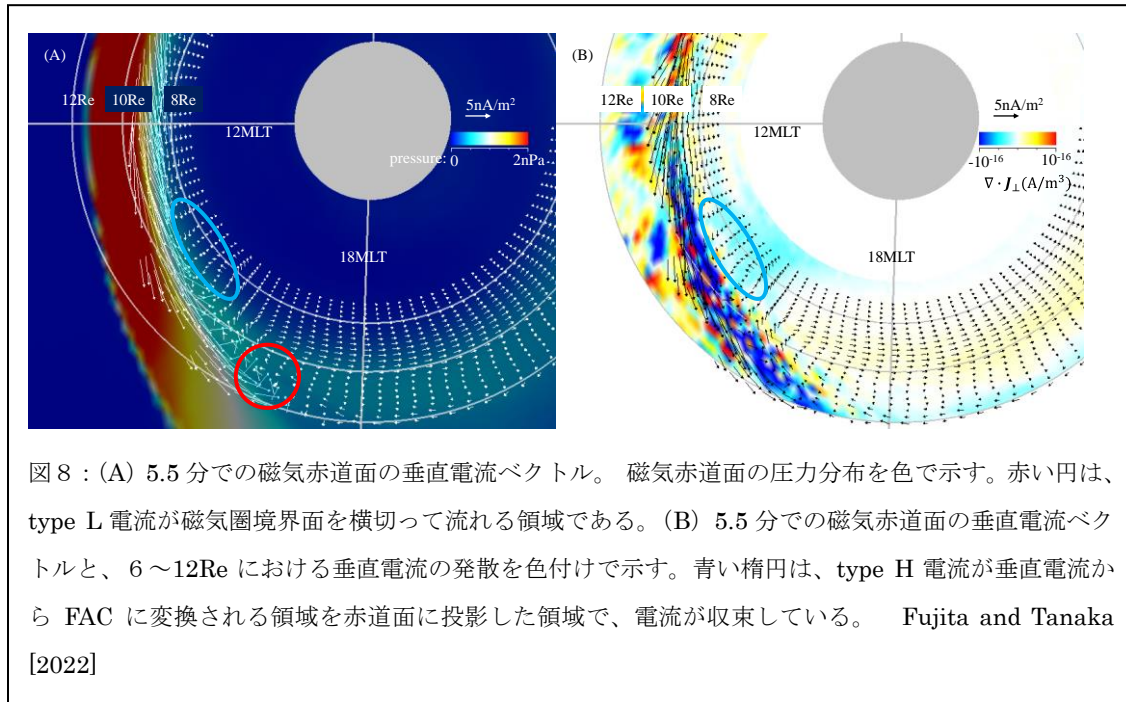 (A)
12Re
10Re
8Re
5nA/m²
12MLT
pressure: 0
2nPa
18MLT
(B)
12Re
10Re
8Re
5nA/m²
12MLT
-10⁻¹⁶
10⁻¹⁶
∇・J⊥(A/m³)
18MLT
図８：(A) 5.5 分での磁気赤道面の垂直電流ベクトル。 磁気赤道面の圧力分布を色で示す。赤い円は、
type L 電流が磁気圏境界面を横切って流れる領域である。(B) 5.5 分での磁気赤道面の垂直電流ベク
トルと、６～12Re における垂直電流の発散を色付けで示す。青い楕円は、type H 電流が垂直電流か
ら FAC に変換される領域を赤道面に投影した領域で、電流が収束している。 Fujita and Tanaka
[2022]